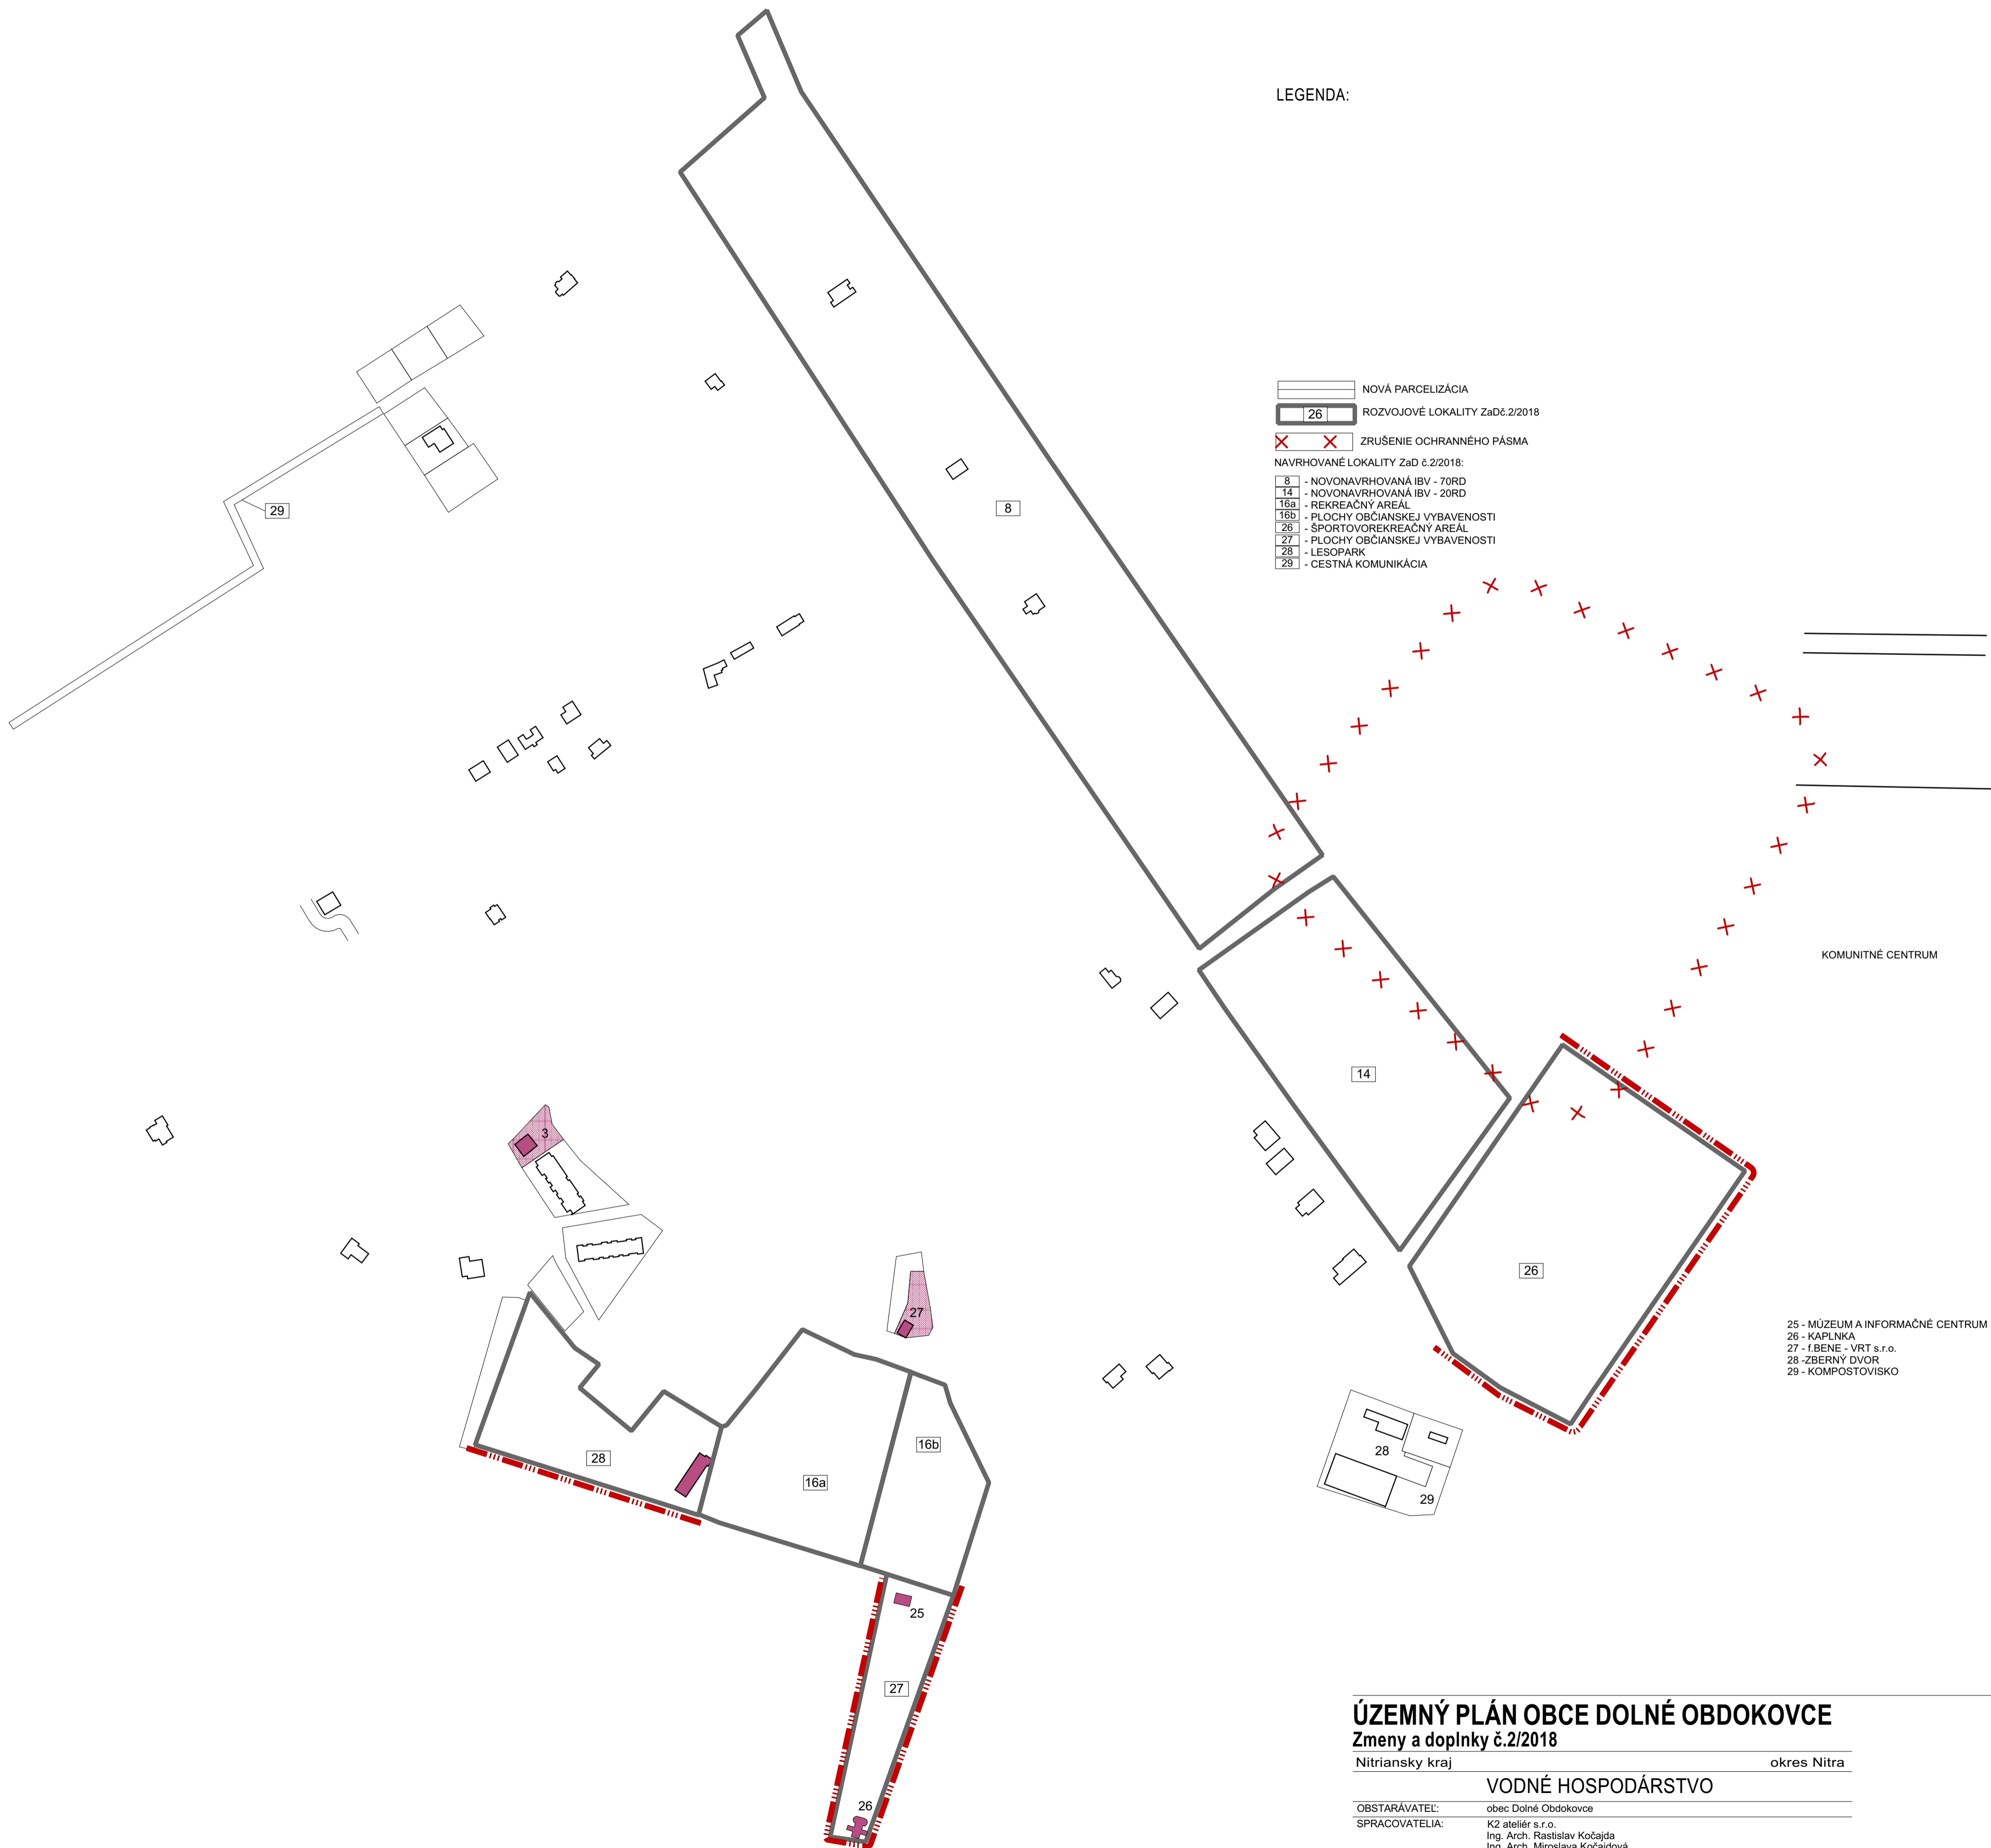 LEGENDA:
NOVÁ PARCELIZÁCIA
26 ROZVOJOVÉ LOKALITY ZaDč.2/2018
ZRUŠENIE OCHRANNÉHO PÁSMA
NAVRHOVANÉ LOKALITY ZaD č.2/2018:
8 - NOVONAVRHOVANÁ IBV - 70RD
14 - NOVONAVRHOVANÁ IBV - 20RD
16a - REKREAČNÝ AREÁL
16b - PLOCHY OBČIANSKEJ VYBAVENOSTI
26 - ŠPORTOVOREKREAČNÝ AREÁL
27 - PLOCHY OBČIANSKEJ VYBAVENOSTI
28 - LESOPARK
29 - CESTNÁ KOMUNIKÁCIA
29
8
KOMUNITNÉ CENTRUM
14
3
26
27
25 - MÚZEUM A INFORMAČNÉ CENTRUM
26 - KAPLNKA
27 - f.BENE - VRT s.r.o.
28 -ZBERNÝ DVOR
29 - KOMPOSTOVISKO
16b
28
28
16a
29
25
27
26
ÚZEMNÝ PLÁN OBCE DOLNÉ OBDOKOVCE
Zmeny a doplnky č.2/2018
Nitriansky kraj okres Nitra
VODNÉ HOSPODÁRSTVO
OBSTARÁVATEĽ: obec Dolné Obdokovce
SPRACOVATELIA: K2 ateliér s.r.o.
Ing. Arch. Rastislav Kočajda
Ing. Arch. Miroslava Kočajdová